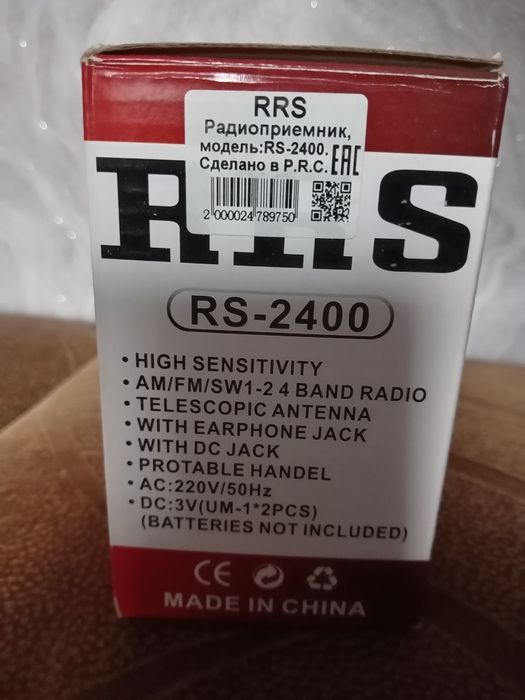 RRS
Радиоприемник,
модель:RS-2400.
Сделано в P.R.C. EAC
2 000024 789750
RRS
RS-2400
• HIGH SENSITIVITY
• AM/FM/SW1-2 4 BAND RADIO
• TELESCOPIC ANTENNA
• WITH EARPHONE JACK
• WITH DC JACK
• PROTABLE HANDEL
• AC:220V/50Hz
• DC:3V(UM-1*2PCS)
(BATTERIES NOT INCLUDED)
CE
MADE IN CHINA